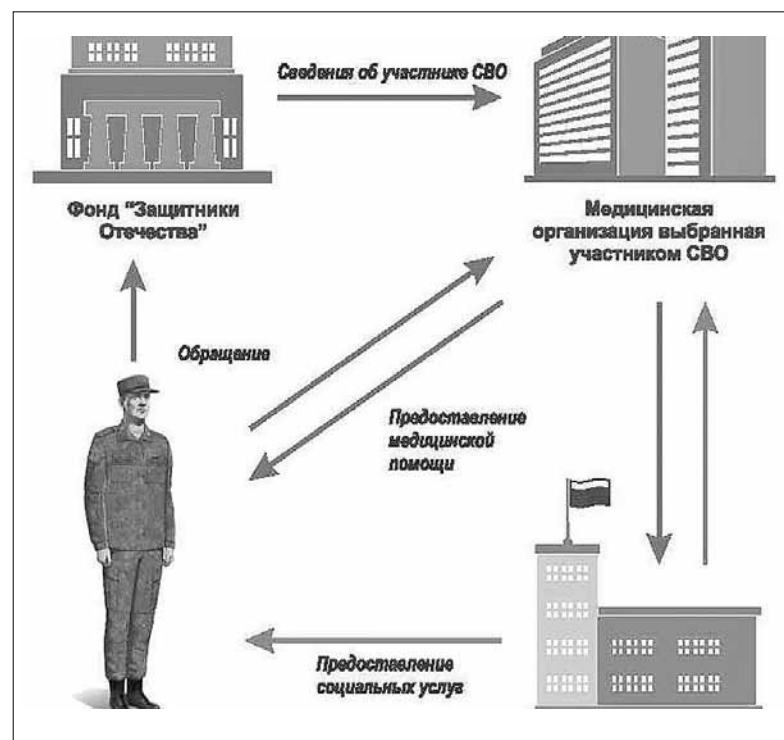 Сведения об участнике СВО
Фонд "Защитники
Отечества"
Медицинская
организация выбранная
участником СВО
Обращение
Предоставление
медицинской
помощи
Предоставление
социальных услуг